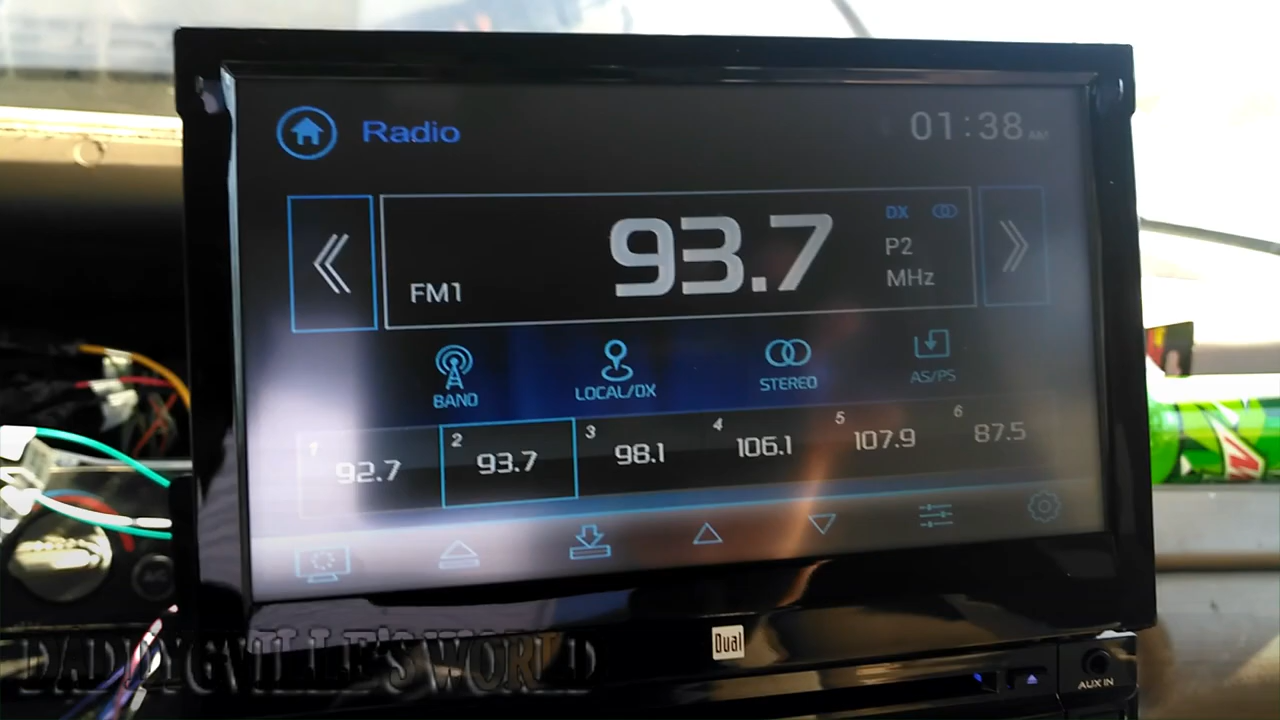 Radio
01:38 AM
93.7
DX
P2
FM1
MHz
BAND
LOCAL/DX
STEREO
AS/PS
1 92.7
2 93.7
3 98.1
4 106.1
5 107.9
6 87.5
Dual
AUX IN
A/C
DADDYGVILLE'S WORLD